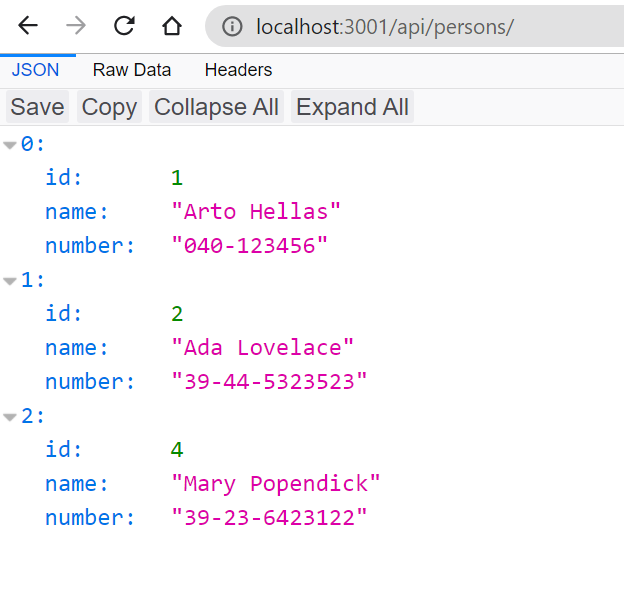 localhost:3001/api/persons/
JSON Raw Data Headers
Save Copy Collapse All Expand All
0:
id: 1
name: "Arto Hellas"
number: "040-123456"
1:
id: 2
name: "Ada Lovelace"
number: "39-44-5323523"
2:
id: 4
name: "Mary Popendick"
number: "39-23-6423122"